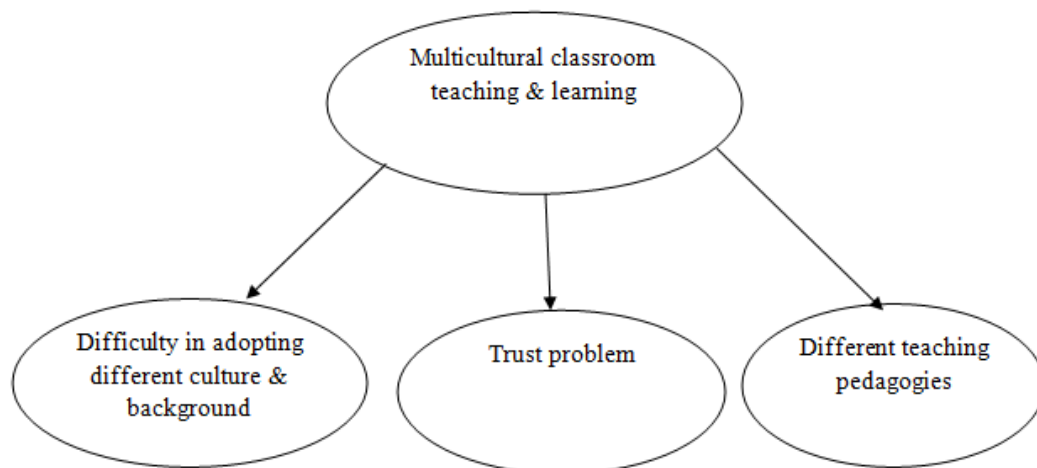 Multicultural classroom
teaching & learning
Difficulty in adopting
different culture &
background
Trust problem
Different teaching
pedagogies